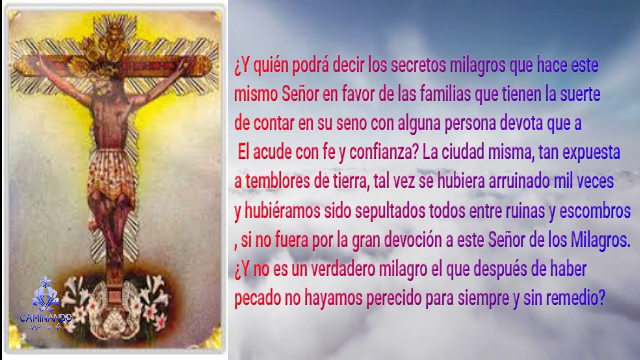 ¿Y quién podrá decir los secretos milagros que hace este
mismo Señor en favor de las familias que tienen la suerte
de contar en su seno con alguna persona devota que a
El acude con fe y confianza? La ciudad misma, tan expuesta
a temblores de tierra, tal vez se hubiera arruinado mil veces
y hubiéramos sido sepultados todos entre ruinas y escombros
, si no fuera por la gran devoción a este Señor de los Milagros.
¿Y no es un verdadero milagro el que después de haber
pecado no hayamos perecido para siempre y sin remedio?
CAMINANDO